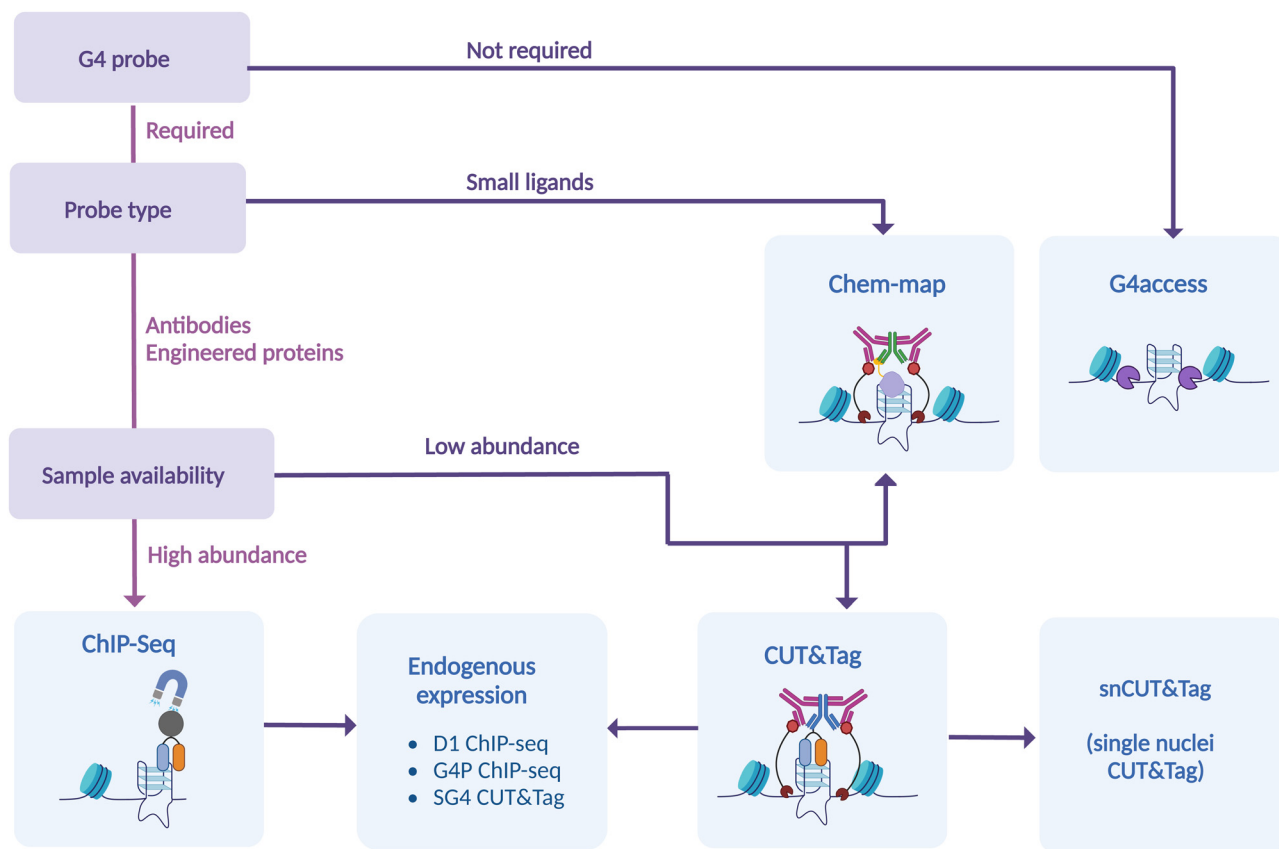 G4 probe
Not required
Required
Probe type
Small ligands
Chem-map
G4access
Antibodies
Engineered proteins
Sample availability
Low abundance
High abundance
ChIP-Seq
Endogenous
expression
• D1 ChIP-seq
• G4P ChIP-seq
• SG4 CUT&Tag
CUT&Tag
snCUT&Tag
(single nuclei
CUT&Tag)